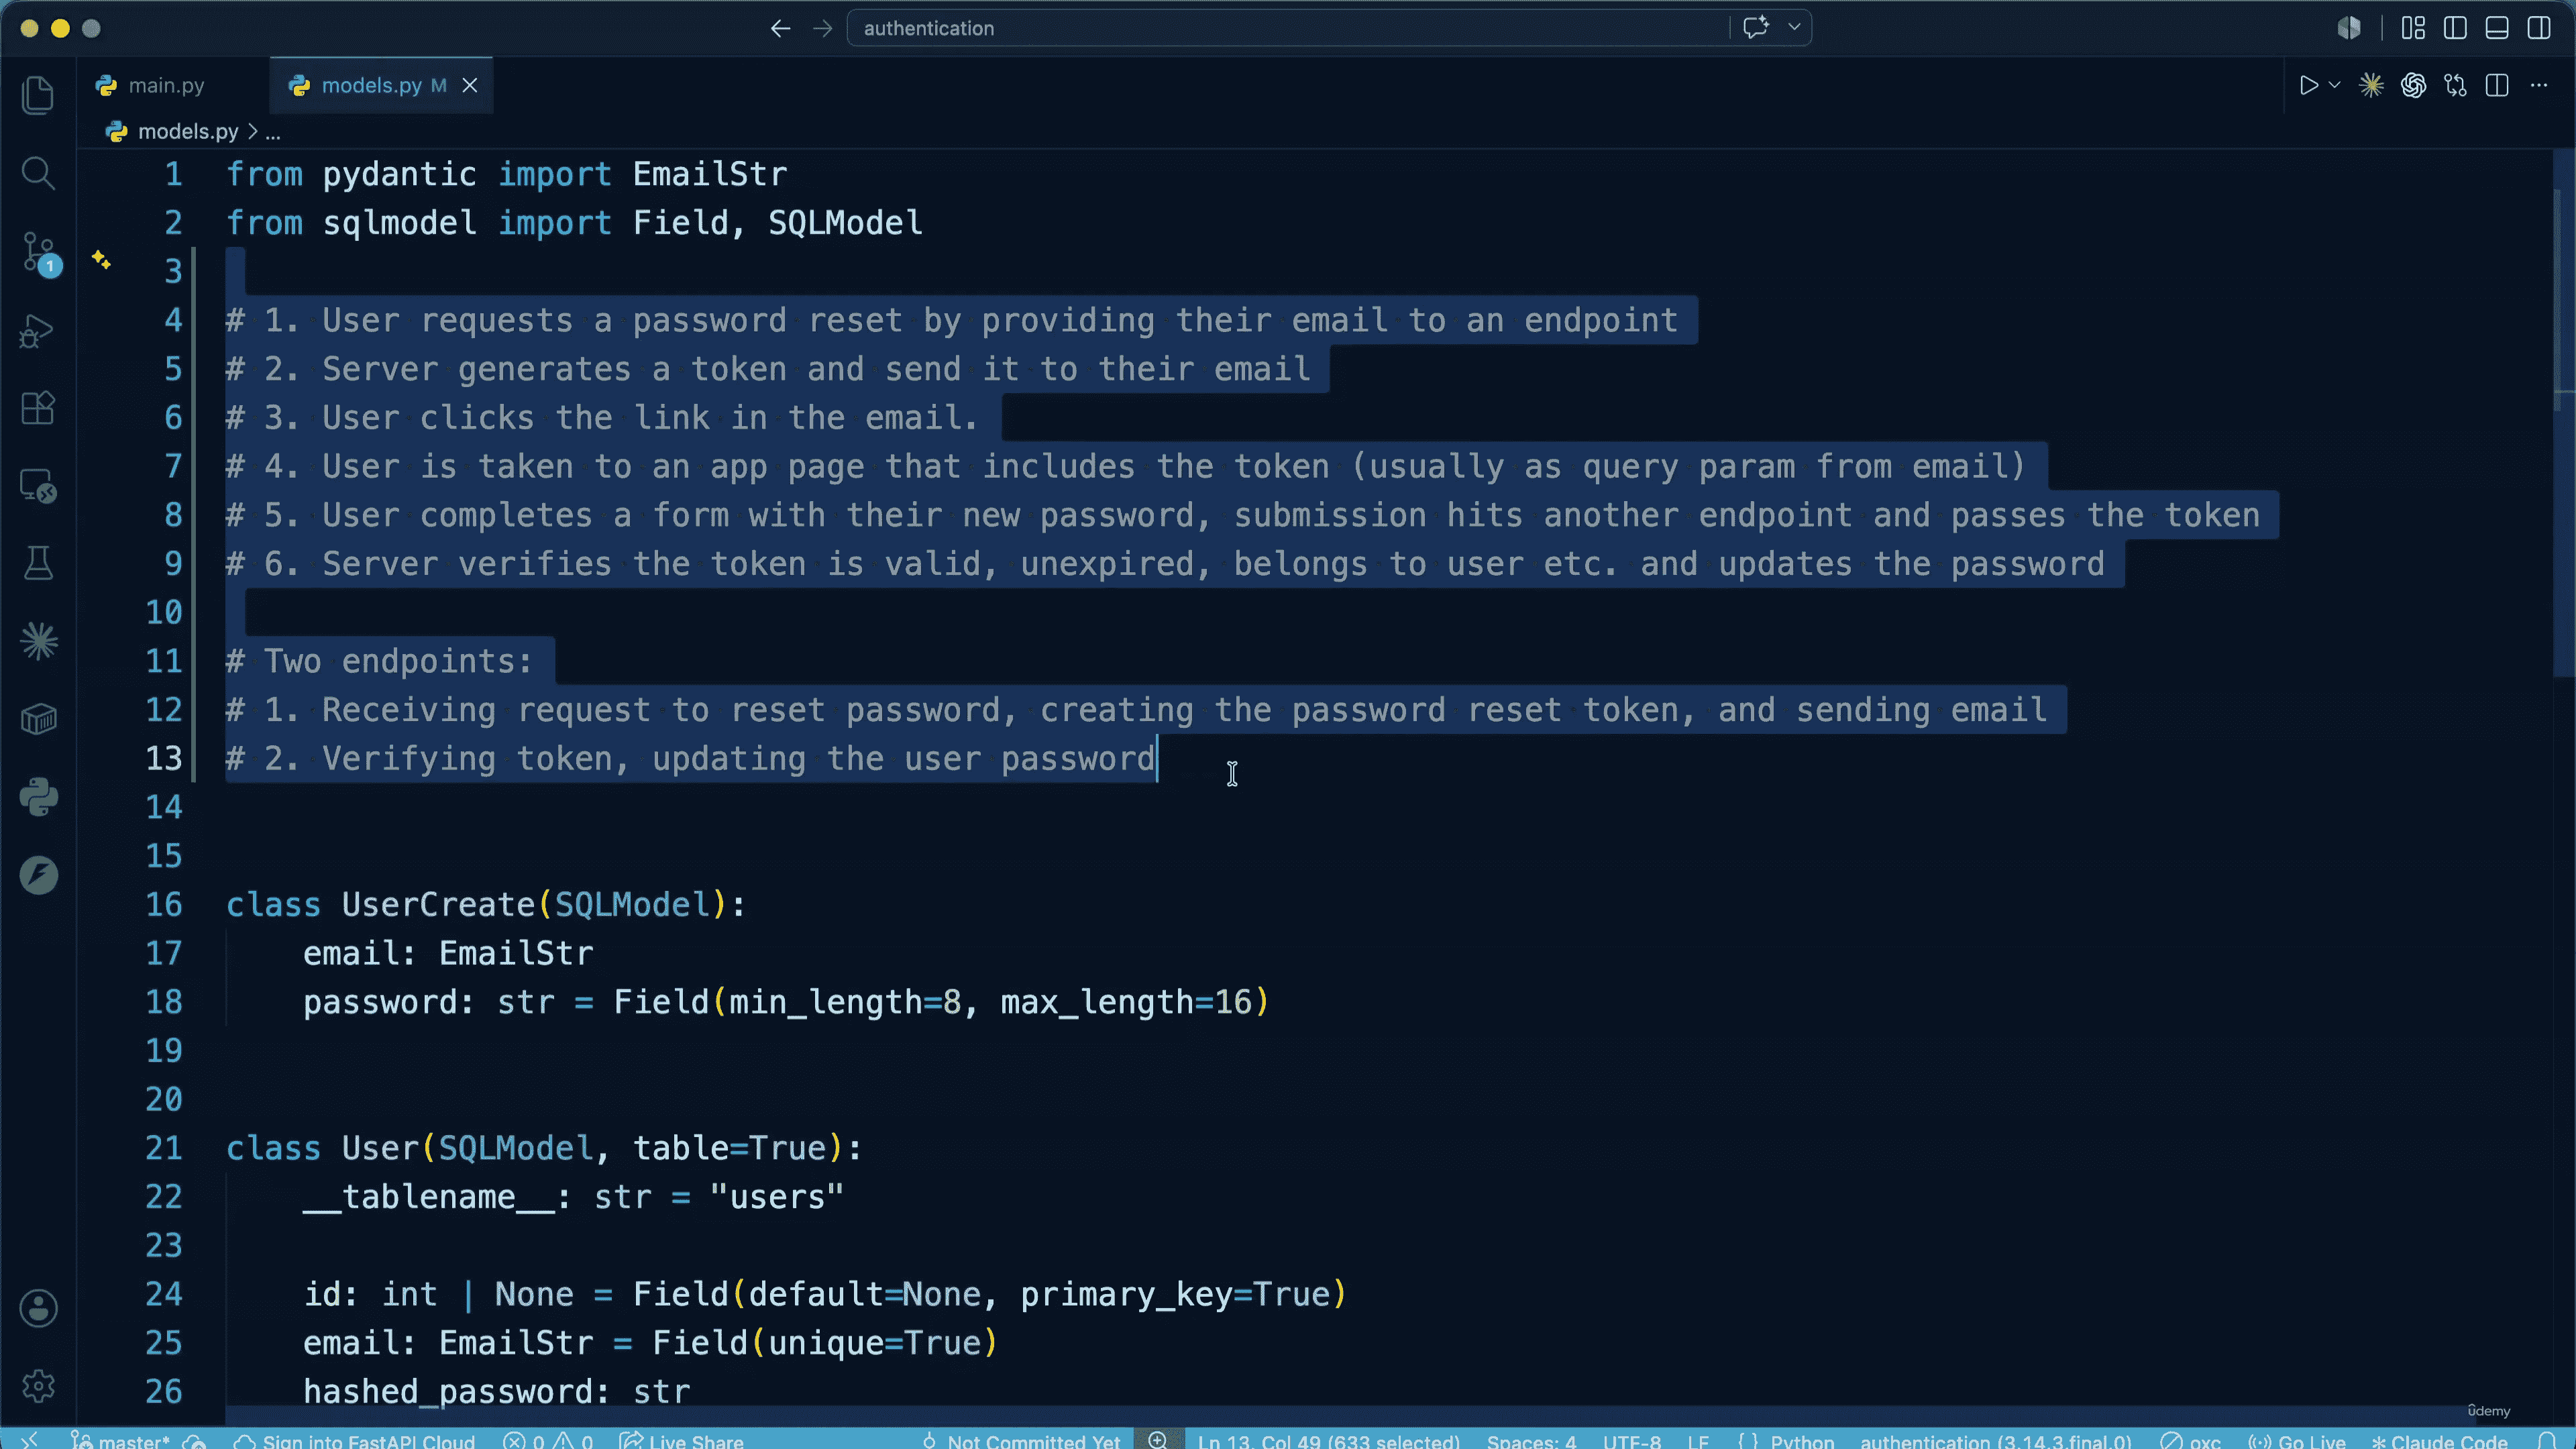 authentication
main.py
models.py M
models.py > ...
1 from pydantic import EmailStr
2 from sqlmodel import Field, SQLModel
3
4 # 1. User requests a password reset by providing their email to an endpoint
5 # 2. Server generates a token and send it to their email
6 # 3. User clicks the link in the email.
7 # 4. User is taken to an app page that includes the token (usually as query param from email)
8 # 5. User completes a form with their new password, submission hits another endpoint and passes the token
9 # 6. Server verifies the token is valid, unexpired, belongs to user etc. and updates the password
10
11 # Two endpoints:
12 # 1. Receiving request to reset password, creating the password reset token, and sending email
13 # 2. Verifying token, updating the user password
14
15
16 class UserCreate(SQLModel):
17     email: EmailStr
18     password: str = Field(min_length=8, max_length=16)
19
20
21 class User(SQLModel, table=True):
22     __tablename__: str = "users"
23
24     id: int | None = Field(default=None, primary_key=True)
25     email: EmailStr = Field(unique=True)
26     hashed_password: str
1
ûdemy
master* Sign into FastAPI Cloud 0 0 Live Share Not Committed Yet Ln 13, Col 49 (633 selected) Spaces: 4 UTF-8 LF { } Python authentication (3.14.3.final.0) oxc Go Live Claude Code